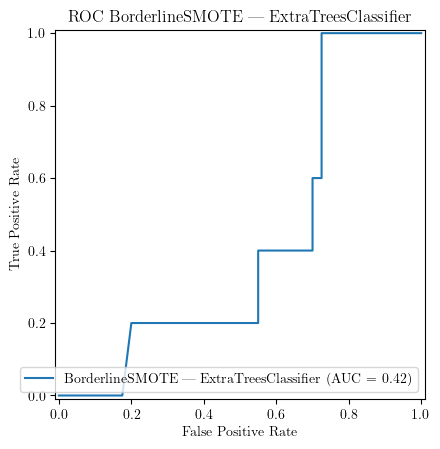 ROC BorderlineSMOTE — ExtraTreesClassifier
1.0
0.8
0.6
0.4
0.2
0.0
True Positive Rate
BorderlineSMOTE — ExtraTreesClassifier (AUC = 0.42)
0.0 0.2 0.4 0.6 0.8 1.0
False Positive Rate